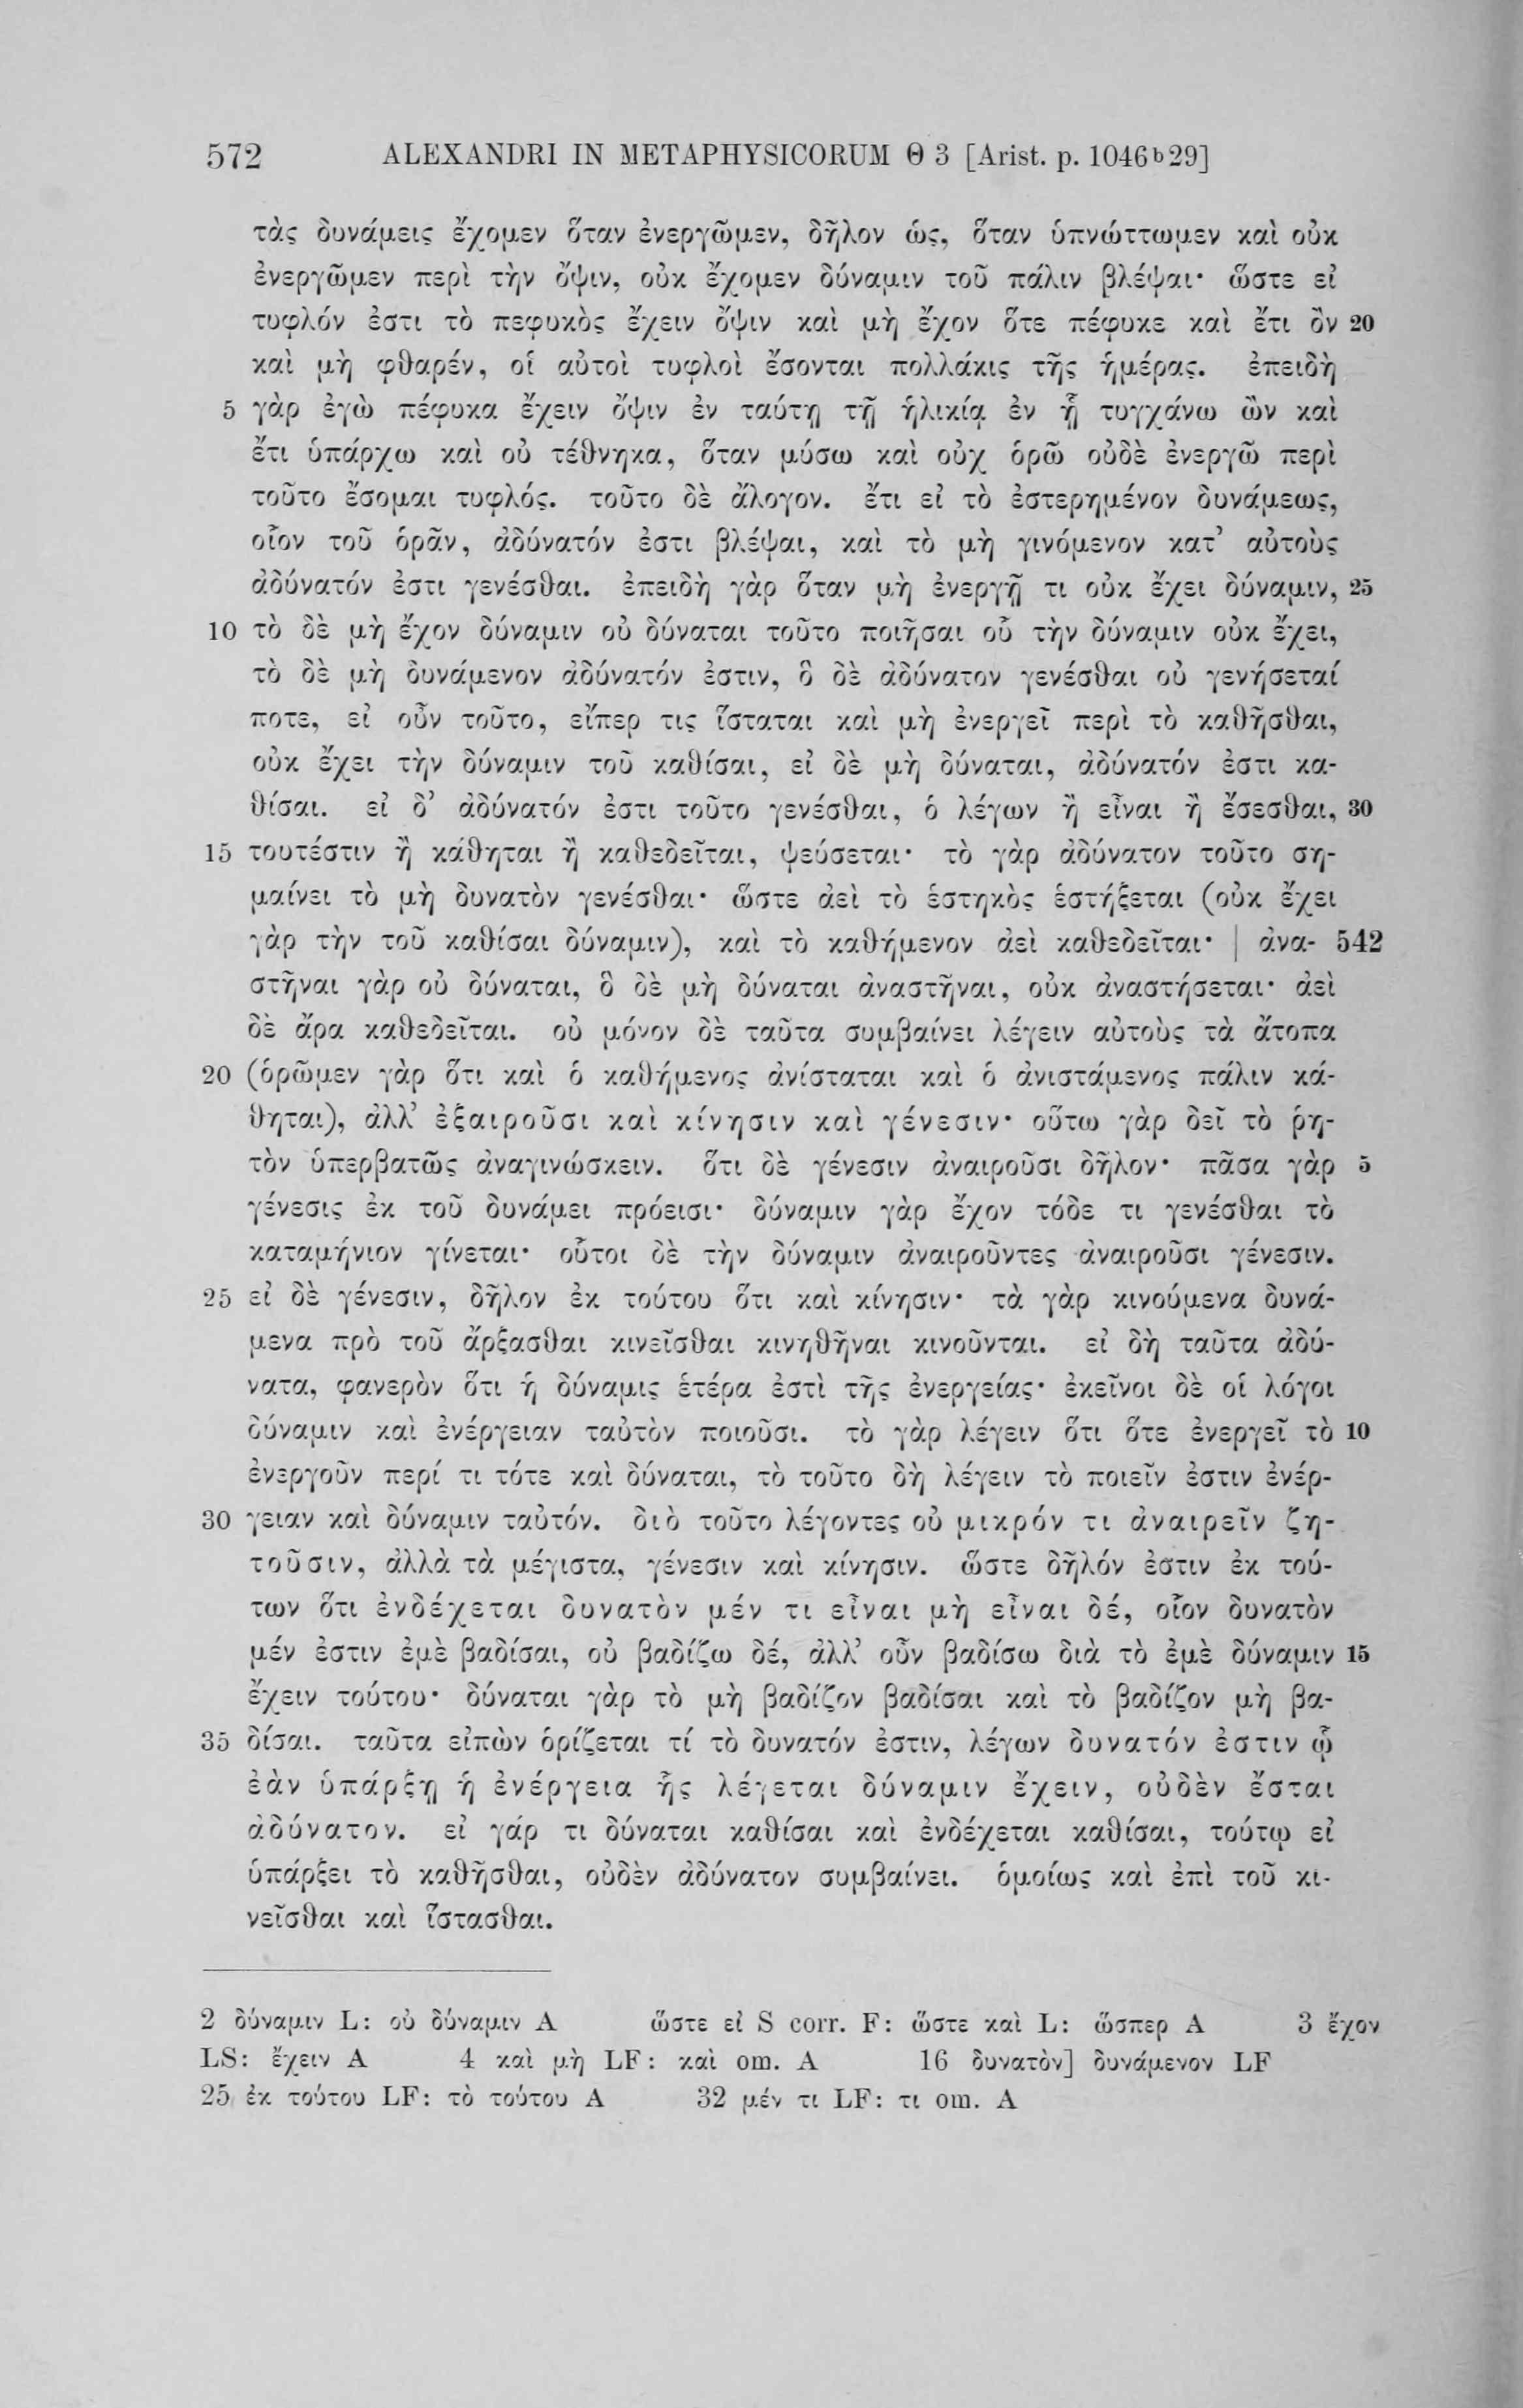 572 ALEXANDRI IN METAPHYSICORUM Θ 3 [Arist. p. 1046ᵇ29]
τὰς δυνάμεις ἔχομεν ὅταν ἐνεργῶμεν, δῆλον ὡς, ὅταν ὑπνώττωμεν καὶ οὐκ
ἐνεργῶμεν περὶ τὴν ὄψιν, οὐκ ἔχομεν δύναμιν τοῦ πάλιν βλέψαι· ὥστε εἰ
τυφλόν ἐστι τὸ πεφυκὸς ἔχειν ὄψιν καὶ μὴ ἔχον ὅτε πέφυκε καὶ ἔτι ὂν 20
καὶ μὴ φθαρέν, οἱ αὐτοὶ τυφλοὶ ἔσονται πολλάκις τῆς ἡμέρας. ἐπειδὴ
5 γὰρ ἐγὼ πέφυκα ἔχειν ὄψιν ἐν ταύτῃ τῇ ἡλικίᾳ ἐν ᾗ τυγχάνω ὢν καὶ
ἔτι ὑπάρχω καὶ οὐ τέθνηκα, ὅταν μύσω καὶ οὐχ ὁρῶ οὐδὲ ἐνεργῶ περὶ
τοῦτο ἔσομαι τυφλός. τοῦτο δὲ ἄλογον. ἔτι εἰ τὸ ἐστερημένον δυνάμεως,
οἷον τοῦ ὁρᾶν, ἀδύνατόν ἐστι βλέψαι, καὶ τὸ μὴ γινόμενον κατ' αὐτοὺς
ἀδύνατόν ἐστι γενέσθαι. ἐπειδὴ γὰρ ὅταν μὴ ἐνεργῇ τι οὐκ ἔχει δύναμιν, 25
10 τὸ δὲ μὴ ἔχον δύναμιν οὐ δύναται τοῦτο ποιῆσαι οὗ τὴν δύναμιν οὐκ ἔχει,
τὸ δὲ μὴ δυνάμενον ἀδύνατόν ἐστιν, ὃ δὲ ἀδύνατον γενέσθαι οὐ γενήσεταί
ποτε, εἰ οὖν τοῦτο, εἴπερ τις ἵσταται καὶ μὴ ἐνεργεῖ περὶ τὸ καθῆσθαι,
οὐκ ἔχει τὴν δύναμιν τοῦ καθίσαι, εἰ δὲ μὴ δύναται, ἀδύνατόν ἐστι κα-
θίσαι. εἰ δ' ἀδύνατόν ἐστι τοῦτο γενέσθαι, ὁ λέγων ἢ εἶναι ἢ ἔσεσθαι, 30
15 τουτέστιν ἢ κάθηται ἢ καθεδεῖται, ψεύσεται· τὸ γὰρ ἀδύνατον τοῦτο ση-
μαίνει τὸ μὴ δυνατὸν γενέσθαι· ὥστε ἀεὶ τὸ ἑστηκὸς ἑστήξεται (οὐκ ἔχει
γὰρ τὴν τοῦ καθίσαι δύναμιν), καὶ τὸ καθήμενον ἀεὶ καθεδεῖται· | ἀνα- 542
στῆναι γὰρ οὐ δύναται, ὃ δὲ μὴ δύναται ἀναστῆναι, οὐκ ἀναστήσεται· ἀεὶ
δὲ ἄρα καθεδεῖται. οὐ μόνον δὲ ταῦτα συμβαίνει λέγειν αὐτοὺς τὰ ἄτοπα
20 (ὁρῶμεν γὰρ ὅτι καὶ ὁ καθήμενος ἀνίσταται καὶ ὁ ἀνιστάμενος πάλιν κά-
θηται), ἀλλ' ἐξαιροῦσι καὶ κίνησιν καὶ γένεσιν· οὕτω γὰρ δεῖ τὸ ῥη-
τὸν ὑπερβατῶς ἀναγινώσκειν. ὅτι δὲ γένεσιν ἀναιροῦσι δῆλον· πᾶσα γὰρ 5
γένεσις ἐκ τοῦ δυνάμει πρόεισι· δύναμιν γὰρ ἔχον τόδε τι γενέσθαι τὸ
καταμήνιον γίνεται· οὗτοι δὲ τὴν δύναμιν ἀναιροῦντες ἀναιροῦσι γένεσιν.
25 εἰ δὲ γένεσιν, δῆλον ἐκ τούτου ὅτι καὶ κίνησιν· τὰ γὰρ κινούμενα δυνά-
μενα πρὸ τοῦ ἄρξασθαι κινεῖσθαι κινηθῆναι κινοῦνται. εἰ δὴ ταῦτα ἀδύ-
νατα, φανερὸν ὅτι ἡ δύναμις ἑτέρα ἐστὶ τῆς ἐνεργείας· ἐκεῖνοι δὲ οἱ λόγοι
δύναμιν καὶ ἐνέργειαν ταὐτὸν ποιοῦσι. τὸ γὰρ λέγειν ὅτι ὅτε ἐνεργεῖ τὸ 10
ἐνεργοῦν περί τι τότε καὶ δύναται, τὸ τοῦτο δὴ λέγειν τὸ ποιεῖν ἐστιν ἐνέρ-
30 γειαν καὶ δύναμιν ταὐτόν. διὸ τοῦτο λέγοντες οὐ μικρόν τι ἀναιρεῖν ζη-
τοῦσιν, ἀλλὰ τὰ μέγιστα, γένεσιν καὶ κίνησιν. ὥστε δῆλόν ἐστιν ἐκ τού-
των ὅτι ἐνδέχεται δυνατὸν μέν τι εἶναι μὴ εἶναι δέ, οἷον δυνατὸν
μέν ἐστιν ἐμὲ βαδίσαι, οὐ βαδίζω δέ, ἀλλ' οὖν βαδίσω διὰ τὸ ἐμὲ δύναμιν 15
ἔχειν τούτου· δύναται γὰρ τὸ μὴ βαδίζον βαδίσαι καὶ τὸ βαδίζον μὴ βα-
35 δίσαι. ταῦτα εἰπὼν ὁρίζεται τί τὸ δυνατόν ἐστιν, λέγων δυνατόν ἐστιν ᾧ
ἐὰν ὑπάρξῃ ἡ ἐνέργεια ἧς λέγεται δύναμιν ἔχειν, οὐδὲν ἔσται
ἀδύνατον. εἰ γάρ τι δύναται καθίσαι καὶ ἐνδέχεται καθίσαι, τούτῳ εἰ
ὑπάρξει τὸ καθῆσθαι, οὐδὲν ἀδύνατον συμβαίνει. ὁμοίως καὶ ἐπὶ τοῦ κι-
νεῖσθαι καὶ ἵστασθαι.
2 δύναμιν L: οὐ δύναμιν A ὥστε εἰ S corr. F: ὥστε καὶ L: ὥσπερ A 3 ἔχον
LS: ἔχειν A 4 καὶ μὴ LF: καὶ om. A 16 δυνατὸν] δυνάμενον LF
25 ἐκ τούτου LF: τὸ τούτου A 32 μέν τι LF: τι om. A